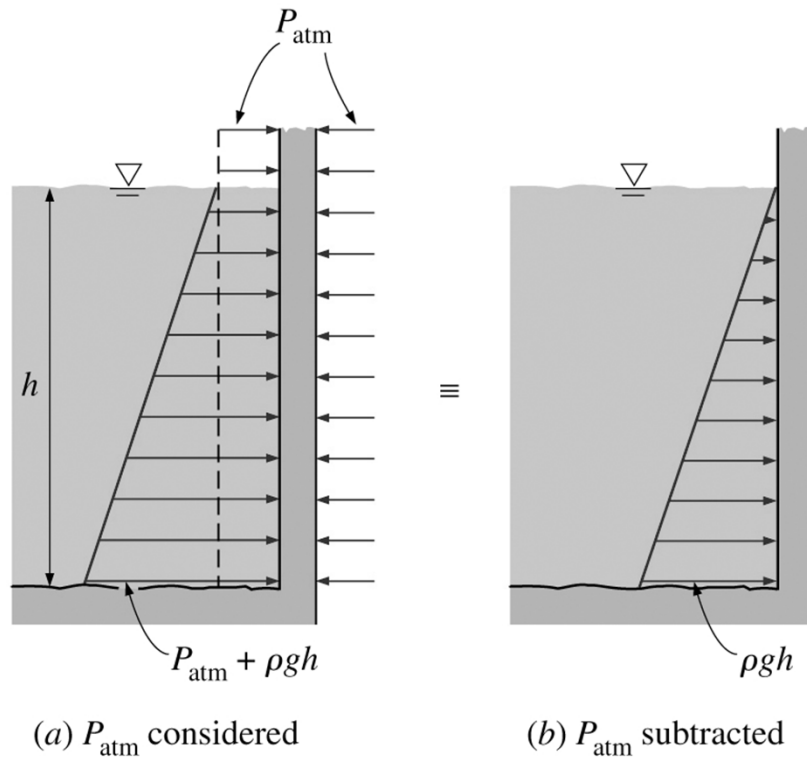 P_atm
h
≡
P_atm + ρgh
ρgh
(a) P_atm considered
(b) P_atm subtracted